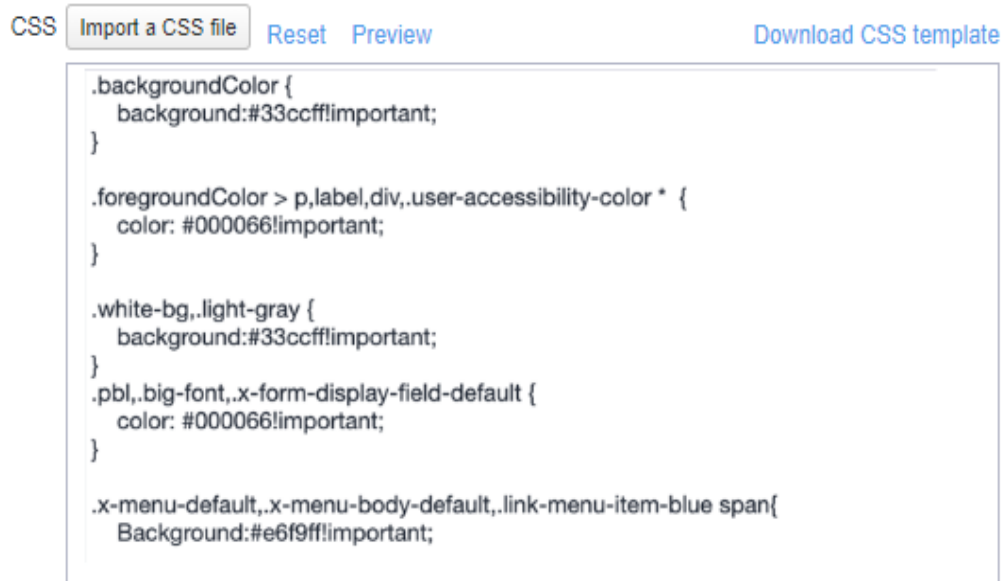 CSS Import a CSS file Reset Preview Download CSS template
.backgroundColor {
background:#33ccff!important;
}
.foregroundColor > p,label,div,.user-accessibility-color * {
color: #000066!important;
}
.white-bg,.light-gray {
background:#33ccff!important;
}
.pbl,.big-font,.x-form-display-field-default {
color: #000066!important;
}
.x-menu-default,.x-menu-body-default,.link-menu-item-blue span{
Background:#e6f9ff!important;